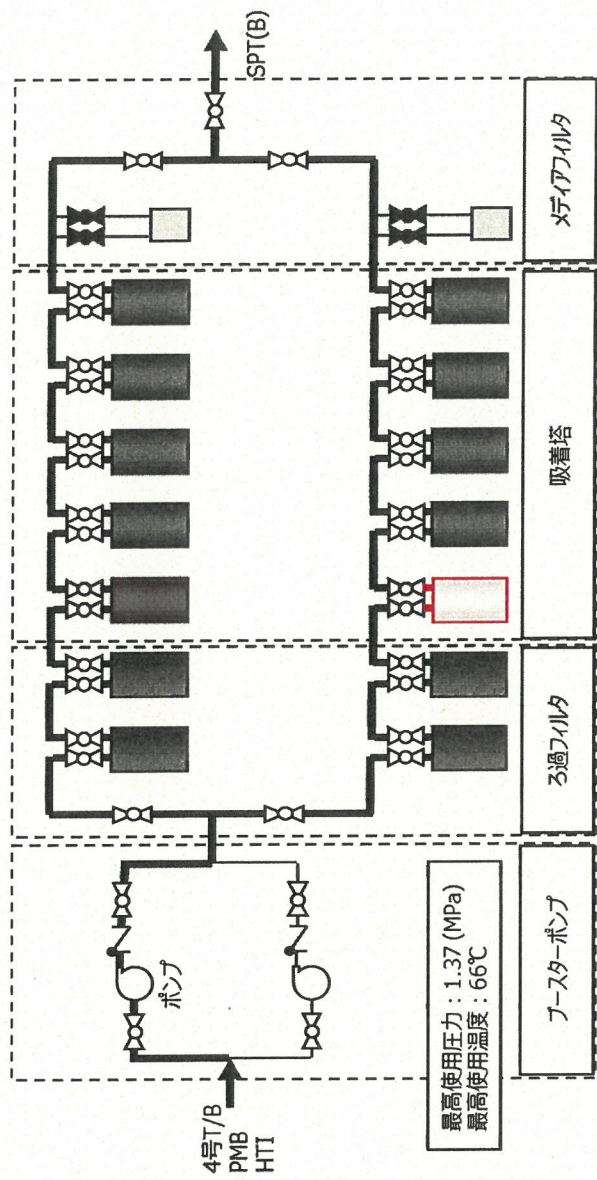 4号T/B
PMB
HTI
ポンプ
最高使用圧力：1.37 (MPa)
最高使用温度：66℃
SPT(B)
ブースターポンプ
ろ過フィルタ
吸着塔
メディアフィルタ